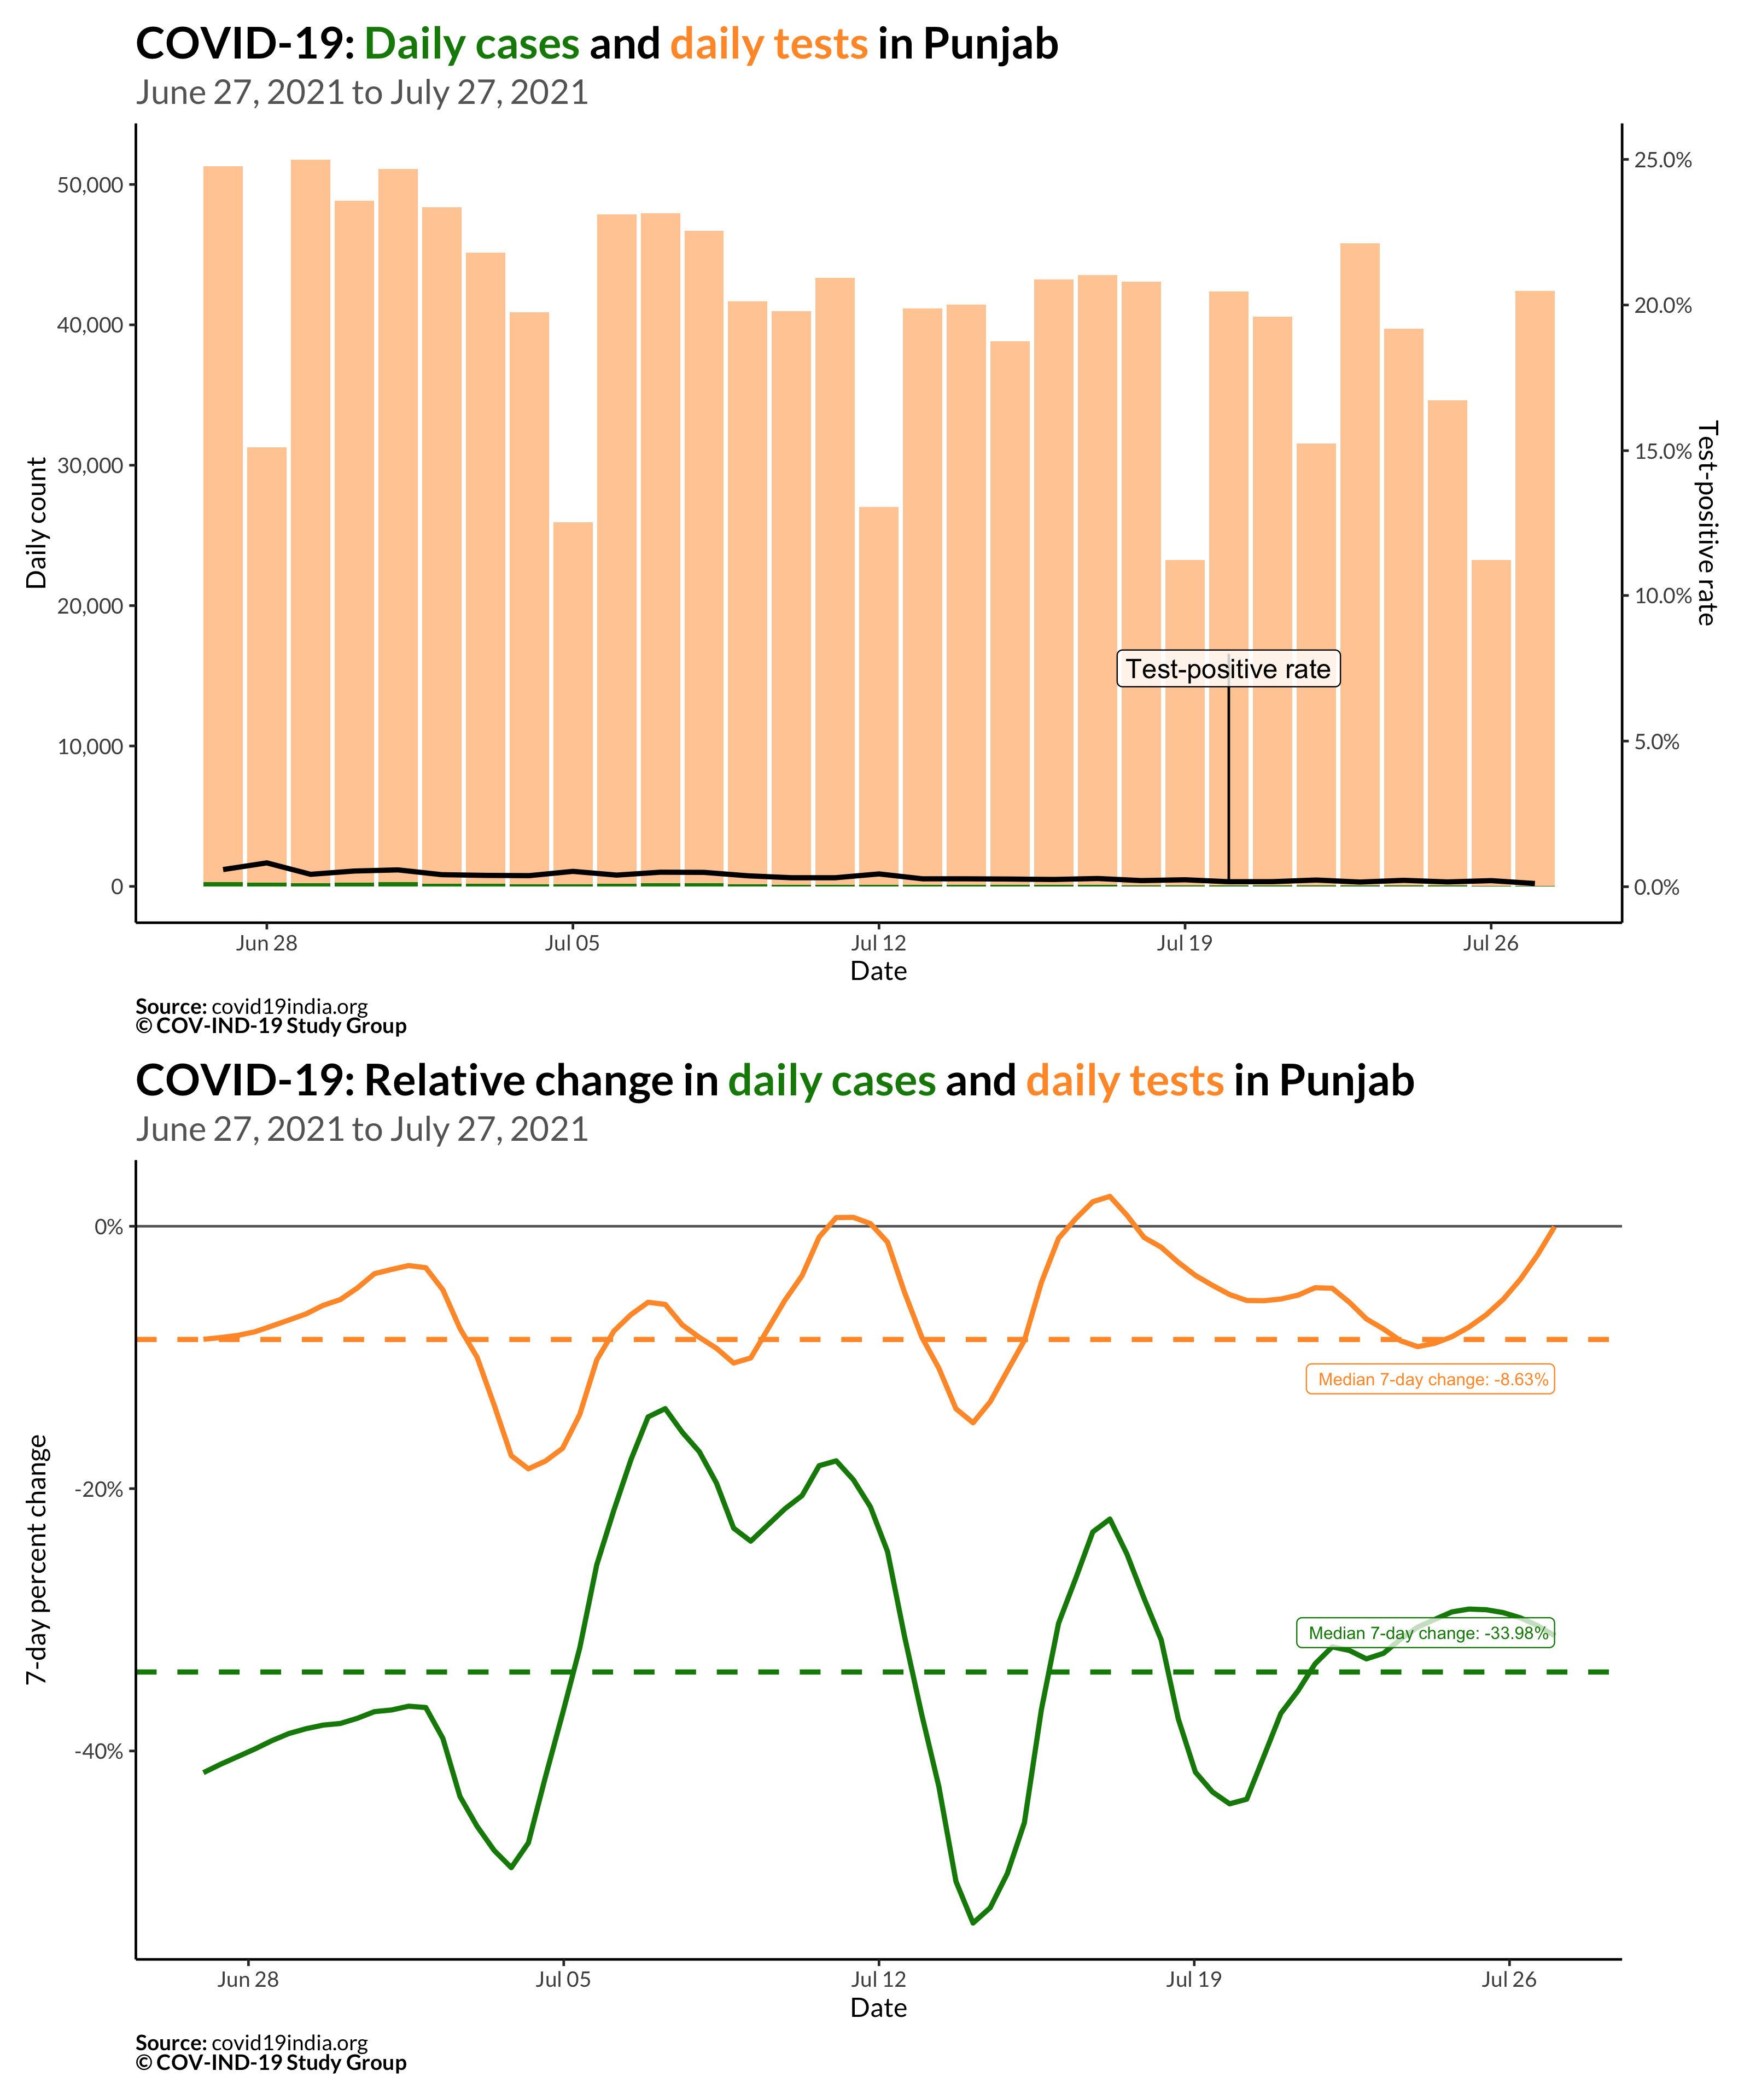 COVID-19: Daily cases and daily tests in Punjab
June 27, 2021 to July 27, 2021
Daily count
50,000
40,000
30,000
20,000
10,000
0
25.0%
20.0%
15.0%
10.0%
5.0%
0.0%
Test-positive rate
Test-positive rate
Jun 28
Jul 05
Jul 12
Jul 19
Jul 26
Date
Source: covid19india.org
© COV-IND-19 Study Group
COVID-19: Relative change in daily cases and daily tests in Punjab
June 27, 2021 to July 27, 2021
7-day percent change
0%
-20%
-40%
Median 7-day change: -8.63%
Median 7-day change: -33.98%
Jun 28
Jul 05
Jul 12
Jul 19
Jul 26
Date
Source: covid19india.org
© COV-IND-19 Study Group